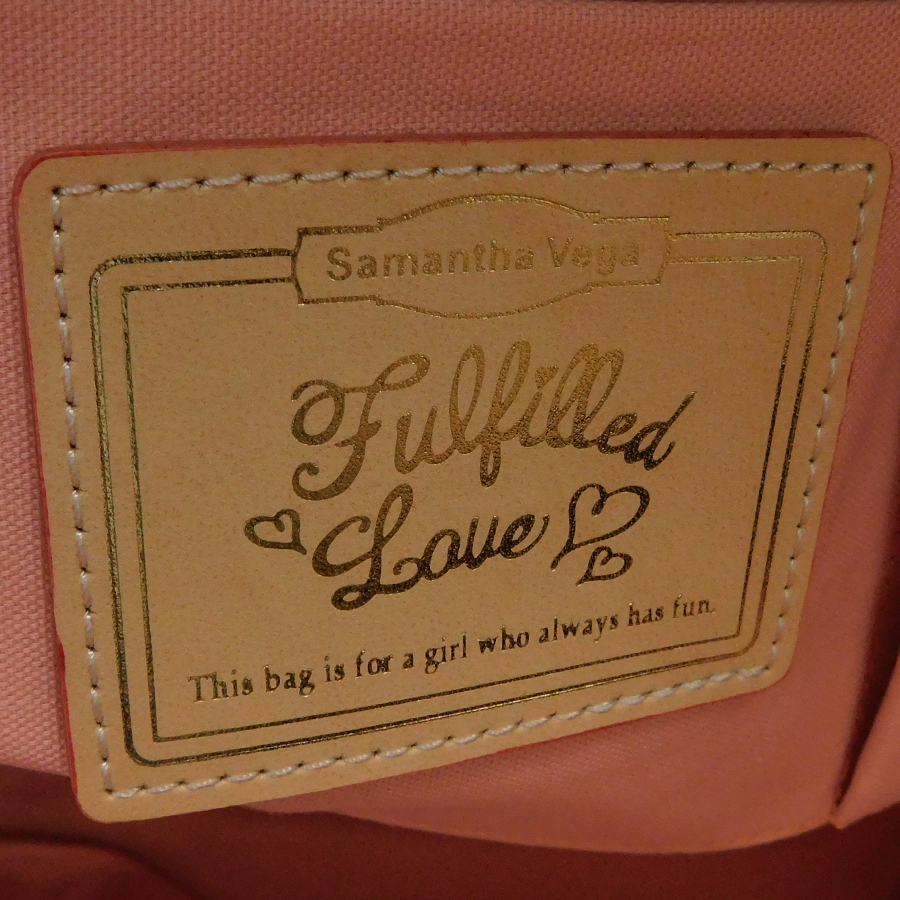 Samantha Vega
Fulfilled
Love
This bag is for a girl who always has fun.